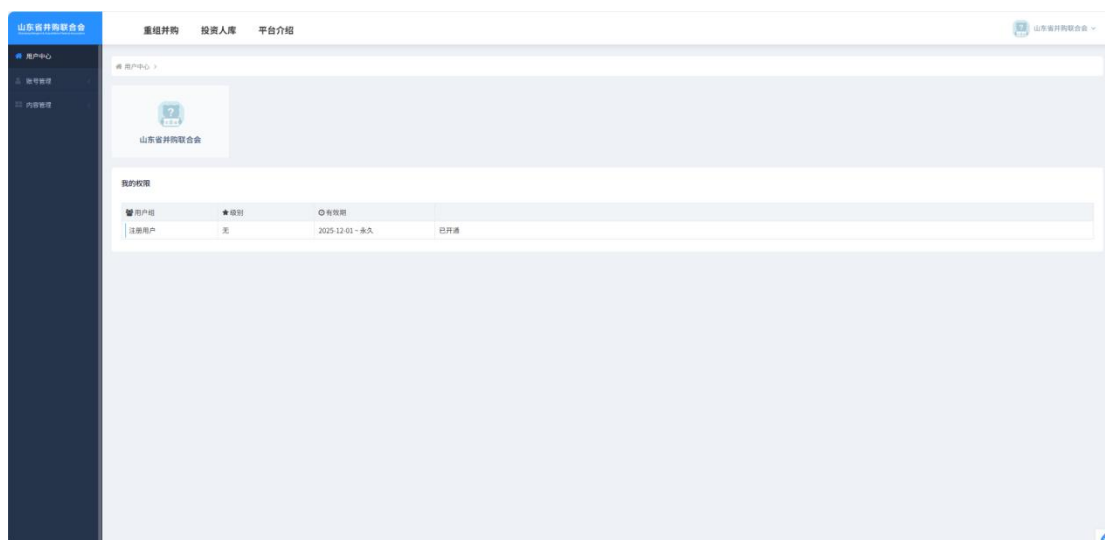 山东省并购联合会
重组并购 投资人库 平台介绍
山东省并购联合会
用户中心
账号管理
内容管理
用户中心 >
山东省并购联合会
我的权限
用户组 级别 有效期
注册用户 无 2025-12-01 - 永久 已开通